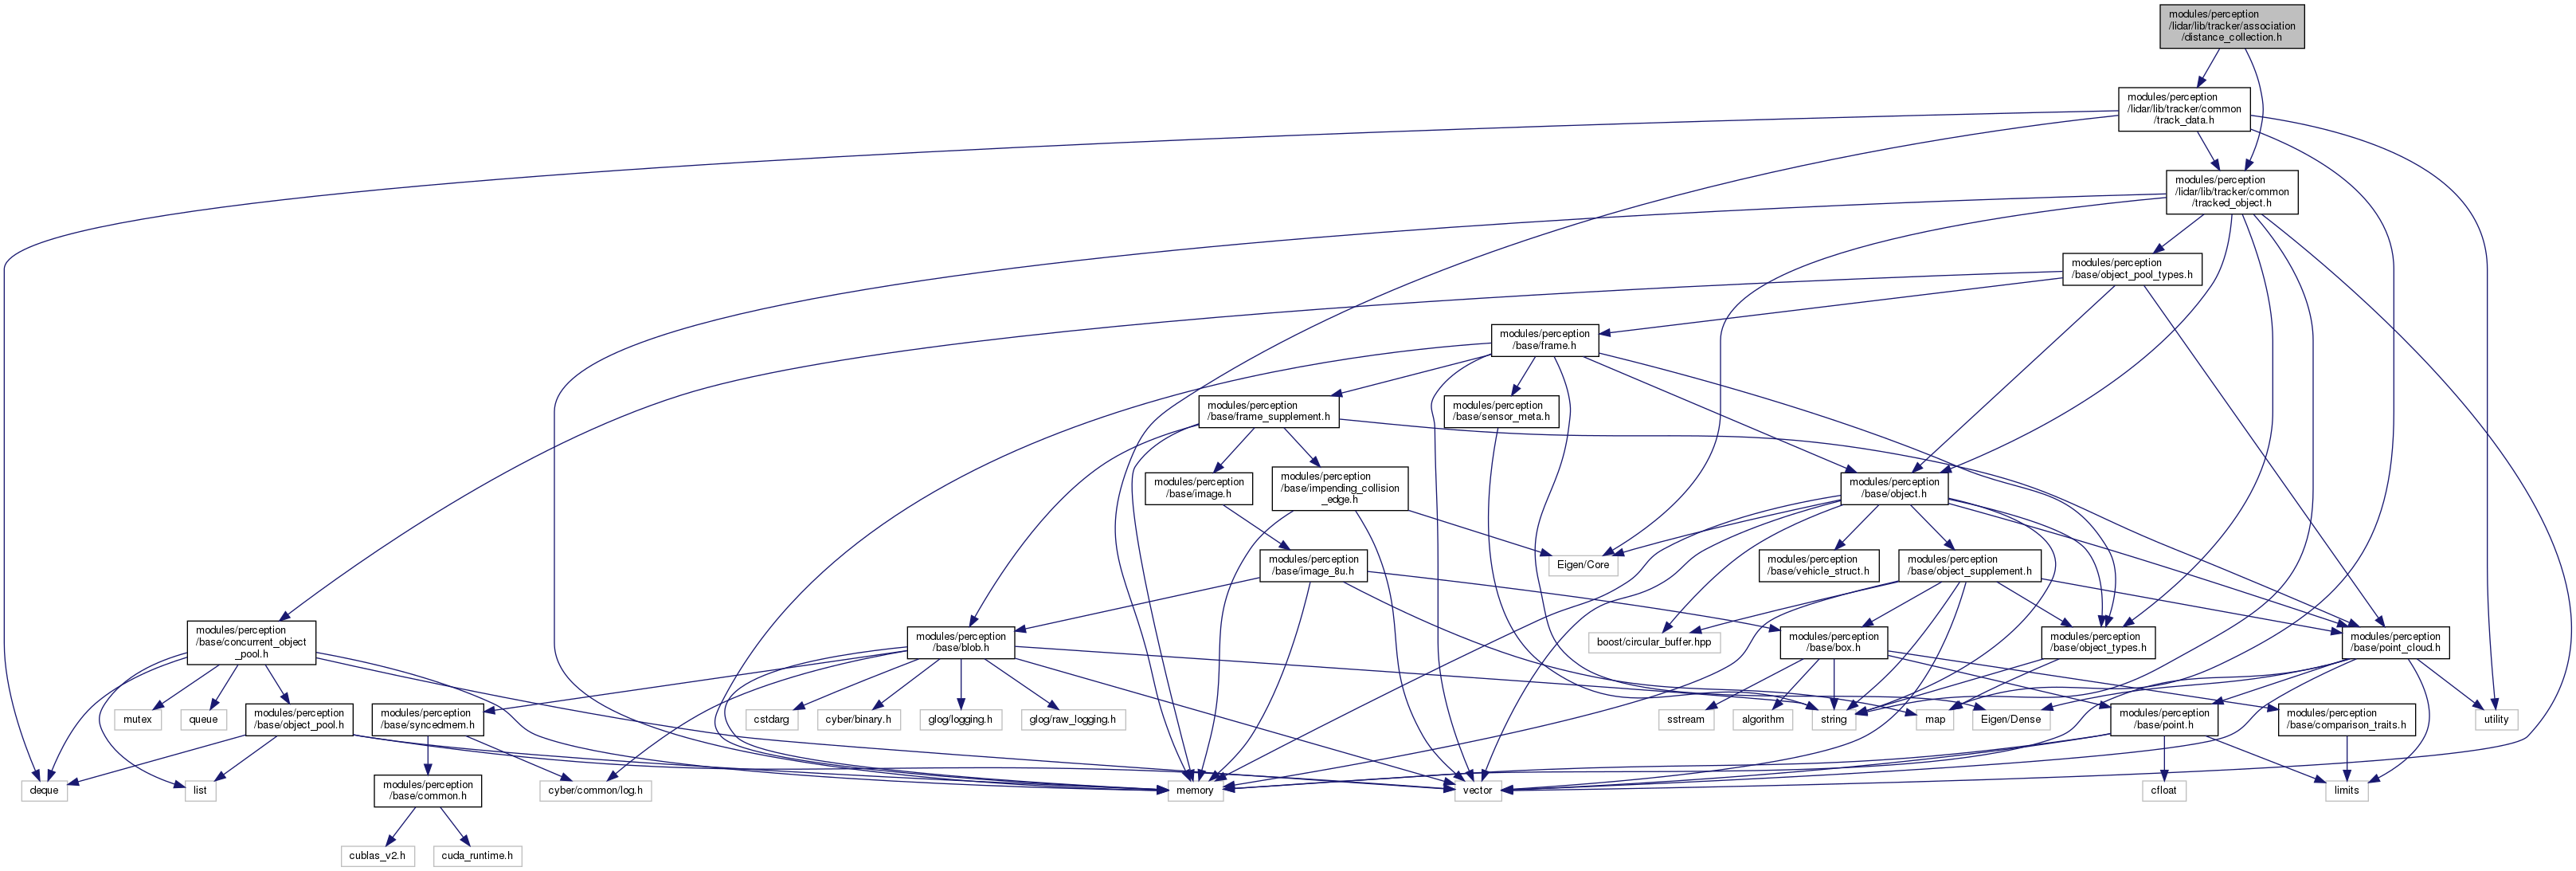 modules/perception
/lidar/lib/tracker/association
/distance_collection.h
modules/perception
/lidar/lib/tracker/common
/track_data.h
modules/perception
/lidar/lib/tracker/common
/tracked_object.h
modules/perception
/base/object_pool_types.h
modules/perception
/base/frame.h
modules/perception
/base/frame_supplement.h
modules/perception
/base/sensor_meta.h
modules/perception
/base/image.h
modules/perception
/base/impending_collision
_edge.h
modules/perception
/base/object.h
modules/perception
/base/image_8u.h
Eigen/Core
modules/perception
/base/vehicle_struct.h
modules/perception
/base/object_supplement.h
modules/perception
/base/concurrent_object
_pool.h
modules/perception
/base/blob.h
boost/circular_buffer.hpp
modules/perception
/base/box.h
modules/perception
/base/object_types.h
modules/perception
/base/point_cloud.h
mutex
queue
modules/perception
/base/object_pool.h
modules/perception
/base/syncedmem.h
cstdarg
cyber/binary.h
glog/logging.h
glog/raw_logging.h
sstream
algorithm
string
map
Eigen/Dense
modules/perception
/base/point.h
modules/perception
/base/comparison_traits.h
utility
deque
list
modules/perception
/base/common.h
cyber/common/log.h
memory
vector
cfloat
limits
cublas_v2.h
cuda_runtime.h